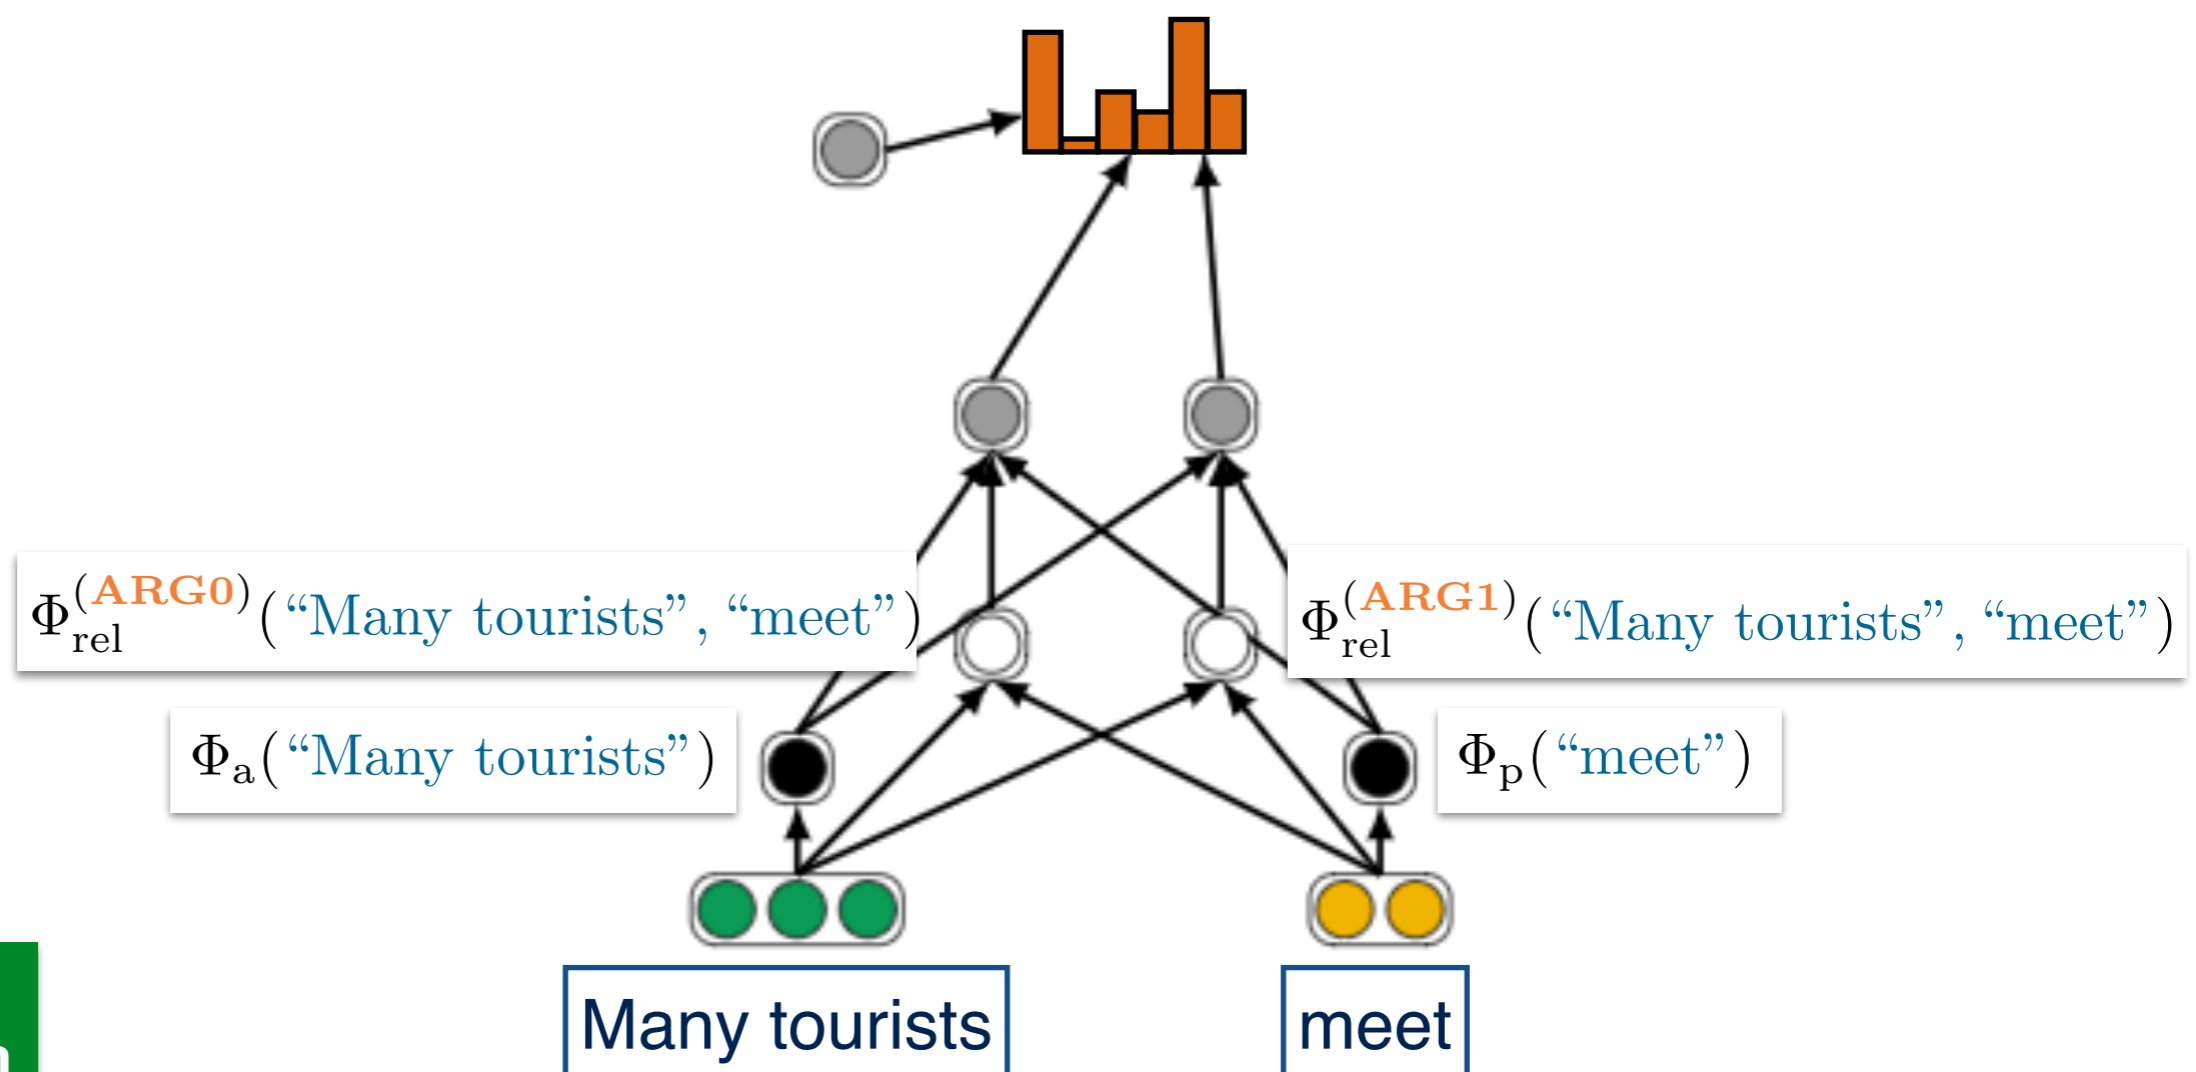 Φ_rel^(ARG0)(“Many tourists”, “meet”)
Φ_rel^(ARG1)(“Many tourists”, “meet”)
Φ_a(“Many tourists”)
Φ_p(“meet”)
Many tourists
meet